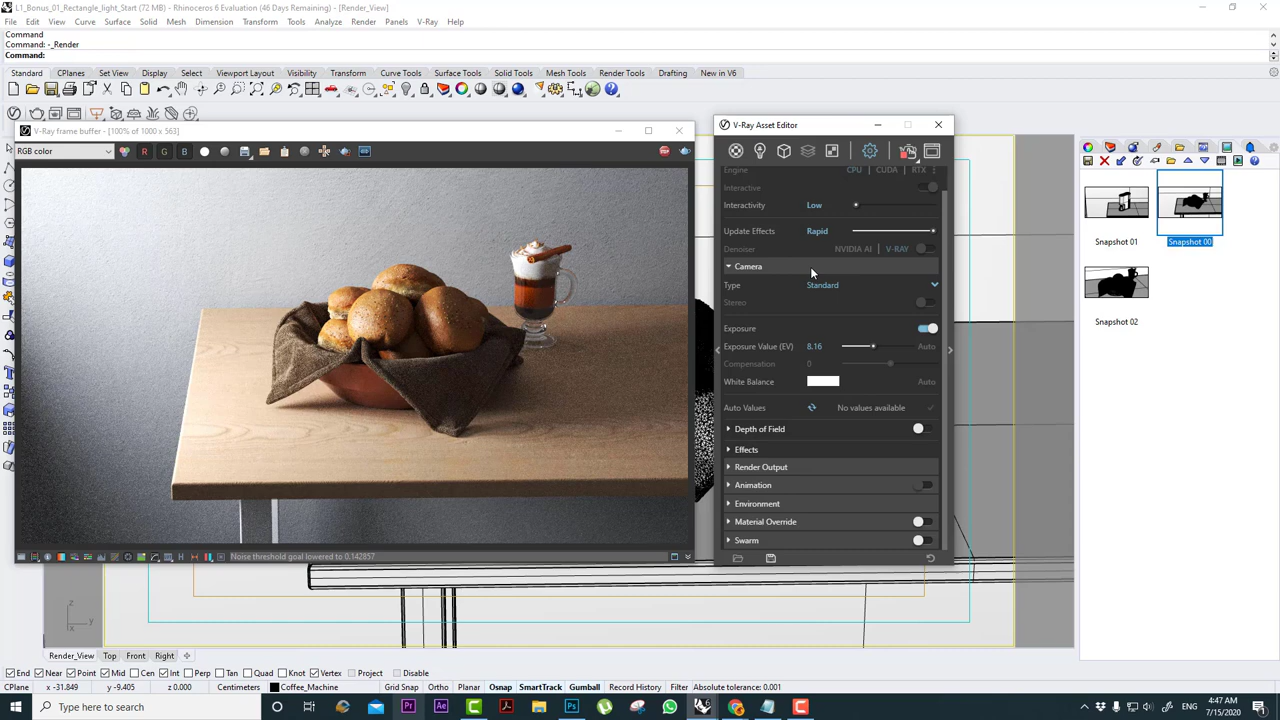 L1_Bonus_01_Rectangle_light_Start (72 MB) - Rhinoceros 6 Evaluation (46 Days Remaining) - [Render_View]
File Edit View Curve Surface Solid Mesh Dimension Transform Tools Analyze Render Panels V-Ray Help
Command
Command: -_Render
Command:
Standard CPlanes Set View Display Select Viewport Layout Visibility Transform Curve Tools Surface Tools Solid Tools Mesh Tools Render Tools Drafting New in V6
V-Ray frame buffer - [100% of 1000 x 563]
RGB color
R G B
Noise threshold goal lowered to 0.142857
V-Ray Asset Editor
Engine CPU CUDA RTX
Interactive
Interactivity Low
Update Effects Rapid
Denoiser NVIDIA AI V-RAY
Camera
Type Standard
Stereo
Exposure
Exposure Value (EV) 8.16 Auto
Compensation 0
White Balance Auto
Auto Values No values available
Depth of Field
Effects
Render Output
Animation
Environment
Material Override
Swarm
Snapshot 01 Snapshot 00
Snapshot 02
z
x y
Render_View Top Front Right
End Near Point Mid Cen Int Perp Tan Quad Knot Vertex Project Disable
CPlane x -31.849 y -9.405 z 0.000 Centimeters Coffee_Machine Grid Snap Ortho Planar Osnap SmartTrack Gumball Record History Filter Absolute tolerance: 0.001
Type here to search
4:47 AM
7/15/2020